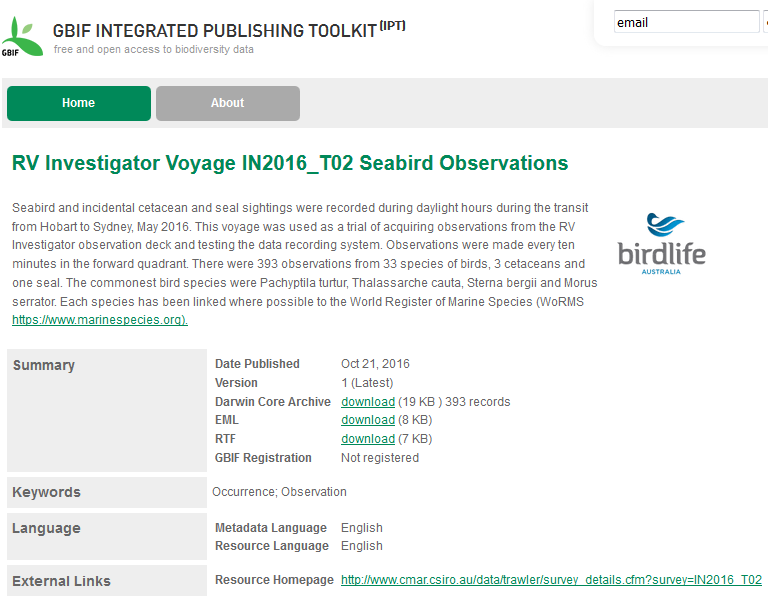 GBIF INTEGRATED PUBLISHING TOOLKIT(IPT)
free and open access to biodiversity data
GBIF
email
Home
About
RV Investigator Voyage IN2016_T02 Seabird Observations
Seabird and incidental cetacean and seal sightings were recorded during daylight hours during the transit
from Hobart to Sydney, May 2016. This voyage was used as a trial of acquiring observations from the RV
Investigator observation deck and testing the data recording system. Observations were made every ten
minutes in the forward quadrant. There were 393 observations from 33 species of birds, 3 cetaceans and
one seal. The commonest bird species were Pachyptila turtur, Thalassarche cauta, Sterna bergii and Morus
serrator. Each species has been linked where possible to the World Register of Marine Species (WoRMS
https://www.marinespecies.org).
birdlife
AUSTRALIA
Summary
Date Published Oct 21, 2016
Version 1 (Latest)
Darwin Core Archive download (19 KB ) 393 records
EML download (8 KB)
RTF download (7 KB)
GBIF Registration Not registered
Keywords
Occurrence; Observation
Language
Metadata Language English
Resource Language English
External Links
Resource Homepage http://www.cmar.csiro.au/data/trawler/survey_details.cfm?survey=IN2016_T02